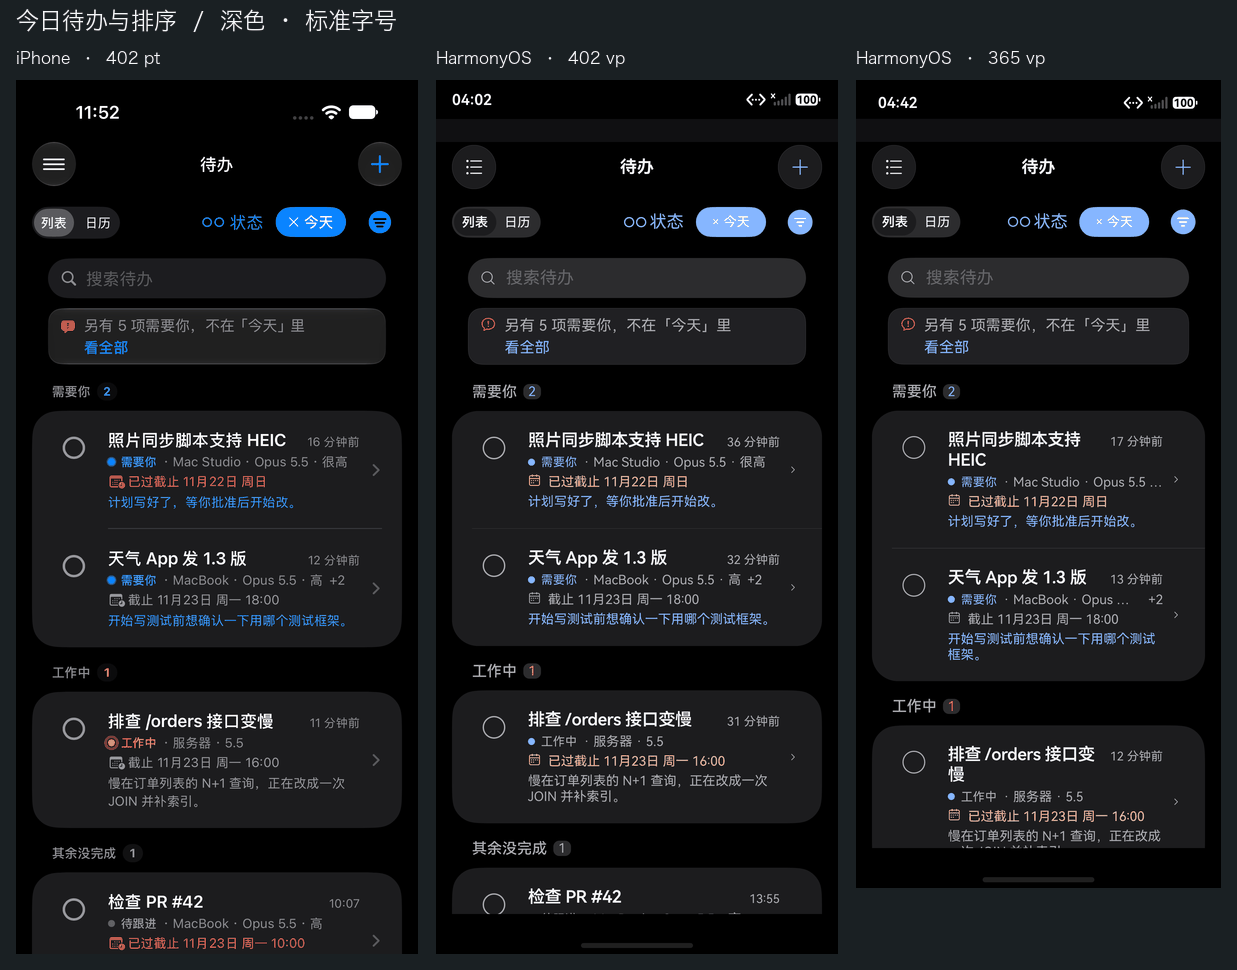 今日待办与排序 / 深色 · 标准字号
iPhone · 402 pt
11:52
待办
列表 日历
状态
× 今天
搜索待办
另有 5 项需要你，不在「今天」里
看全部
需要你 2
照片同步脚本支持 HEIC 16 分钟前
需要你 · Mac Studio · Opus 5.5 · 很高
已过截止 11月22日 周日
计划写好了，等你批准后开始改。
天气 App 发 1.3 版 12 分钟前
需要你 · MacBook · Opus 5.5 · 高 +2
截止 11月23日 周一 18:00
开始写测试前想确认一下用哪个测试框架。
工作中 1
排查 /orders 接口变慢 11 分钟前
工作中 · 服务器 · 5.5
截止 11月23日 周一 16:00
慢在订单列表的 N+1 查询，正在改成一次
JOIN 并补索引。
其余没完成 1
检查 PR #42 10:07
待跟进 · MacBook · Opus 5.5 · 高
已过截止 11月23日 周一 10:00
HarmonyOS · 402 vp
04:02 100
待办
列表 日历
状态
× 今天
搜索待办
另有 5 项需要你，不在「今天」里
看全部
需要你 2
照片同步脚本支持 HEIC 36 分钟前
需要你 · Mac Studio · Opus 5.5 · 很高
已过截止 11月22日 周日
计划写好了，等你批准后开始改。
天气 App 发 1.3 版 32 分钟前
需要你 · MacBook · Opus 5.5 · 高 +2
截止 11月23日 周一 18:00
开始写测试前想确认一下用哪个测试框架。
工作中 1
排查 /orders 接口变慢 31 分钟前
工作中 · 服务器 · 5.5
已过截止 11月23日 周一 16:00
慢在订单列表的 N+1 查询，正在改成一次
JOIN 并补索引。
其余没完成 1
检查 PR #42 13:55
HarmonyOS · 365 vp
04:42 100
待办
列表 日历
状态
× 今天
搜索待办
另有 5 项需要你，不在「今天」里
看全部
需要你 2
照片同步脚本支持 17 分钟前
HEIC
需要你 · Mac Studio · Opus 5.5 ...
已过截止 11月22日 周日
计划写好了，等你批准后开始改。
天气 App 发 1.3 版 13 分钟前
需要你 · MacBook · Opus ... +2
截止 11月23日 周一 18:00
开始写测试前想确认一下用哪个测试
框架。
工作中 1
排查 /orders 接口变 12 分钟前
慢
工作中 · 服务器 · 5.5
已过截止 11月23日 周一 16:00
慢在订单列表的 N+1 查询，正在改成